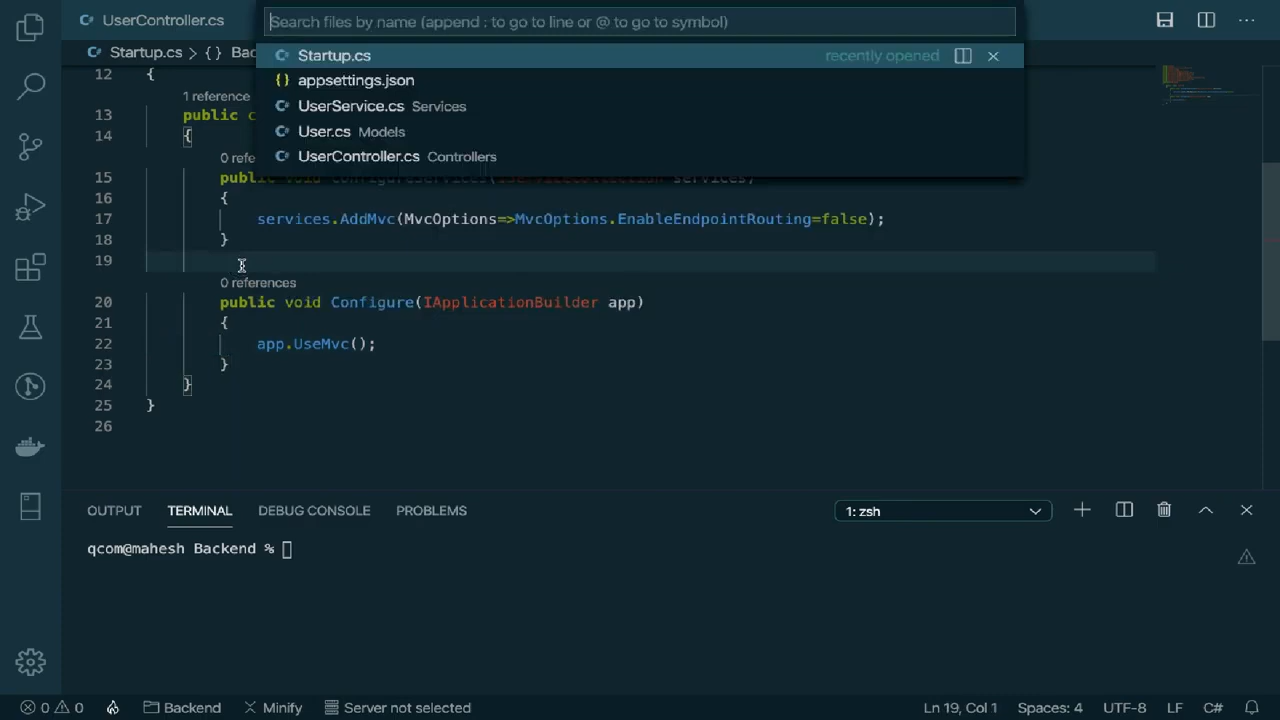 UserController.cs
Search files by name (append : to go to line or @ to go to symbol)
Startup.cs > { } Bac
Startup.cs recently opened
{} appsettings.json
UserService.cs Services
User.cs Models
UserController.cs Controllers
12 {
1 reference
13 public c
14 {
0 refe
15 public void ConfigureServices(IServiceCollection services)
16 {
17 services.AddMvc(MvcOptions=>MvcOptions.EnableEndpointRouting=false);
18 }
19
0 references
20 public void Configure(IApplicationBuilder app)
21 {
22 app.UseMvc();
23 }
24 }
25 }
26
OUTPUT TERMINAL DEBUG CONSOLE PROBLEMS 1: zsh
qcom@mahesh Backend %
0 0 Backend Minify Server not selected Ln 19, Col 1 Spaces: 4 UTF-8 LF C#